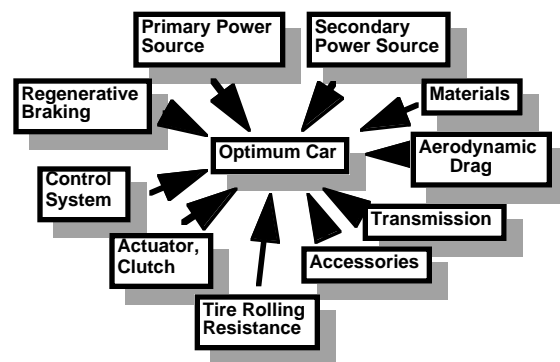 Primary Power
Source
Secondary
Power Source
Regenerative
Braking
Materials
Optimum Car
Aerodynamic
Drag
Control
System
Transmission
Actuator,
Clutch
Accessories
Tire Rolling
Resistance